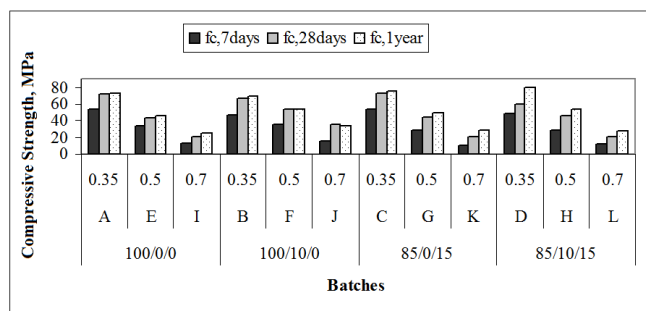 fc,7days fc,28days fc,1year
Compressive Strength, MPa
80
60
40
20
0
0.35 0.5 0.7 0.35 0.5 0.7 0.35 0.5 0.7 0.35 0.5 0.7
A E I B F J C G K D H L
100/0/0 100/10/0 85/0/15 85/10/15
Batches